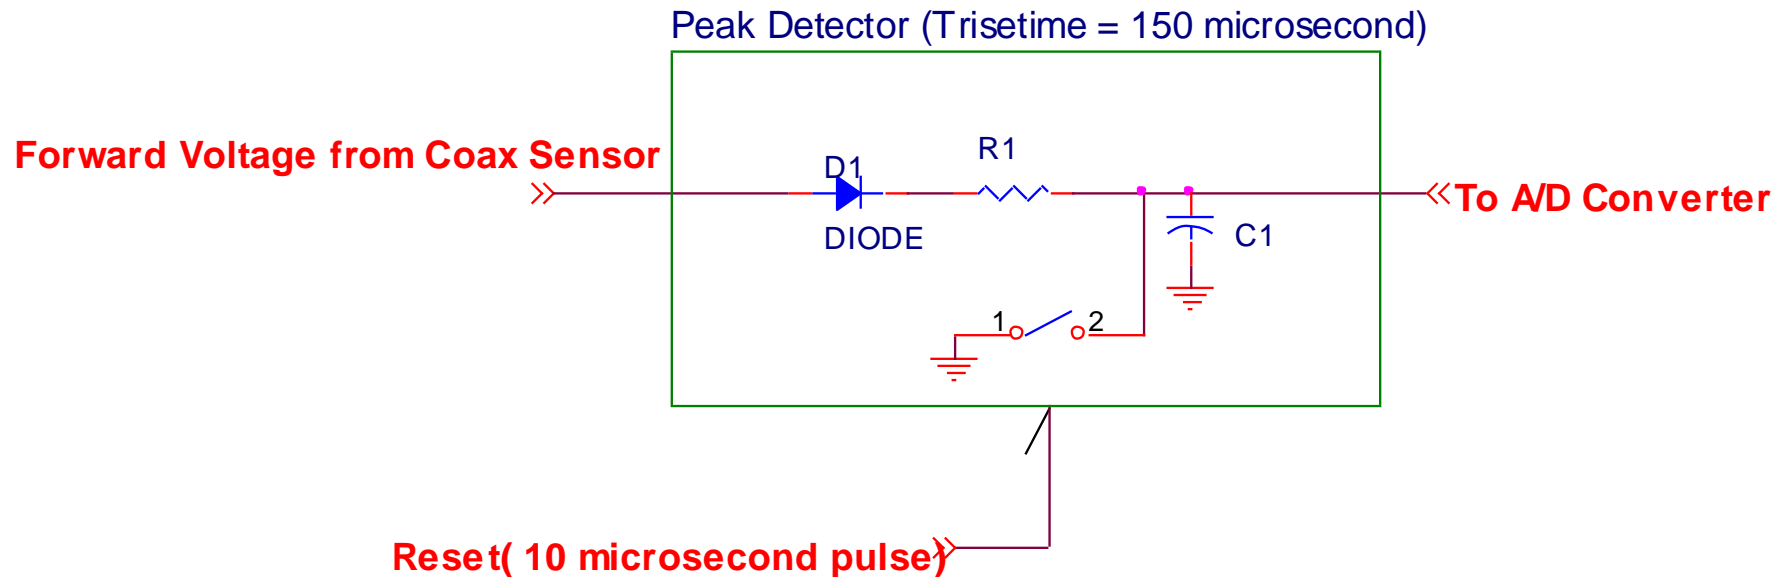 Peak Detector (Trisetime = 150 microsecond)
Forward Voltage from Coax Sensor
D1
R1
To A/D Converter
DIODE
C1
1
2
Reset( 10 microsecond pulse)